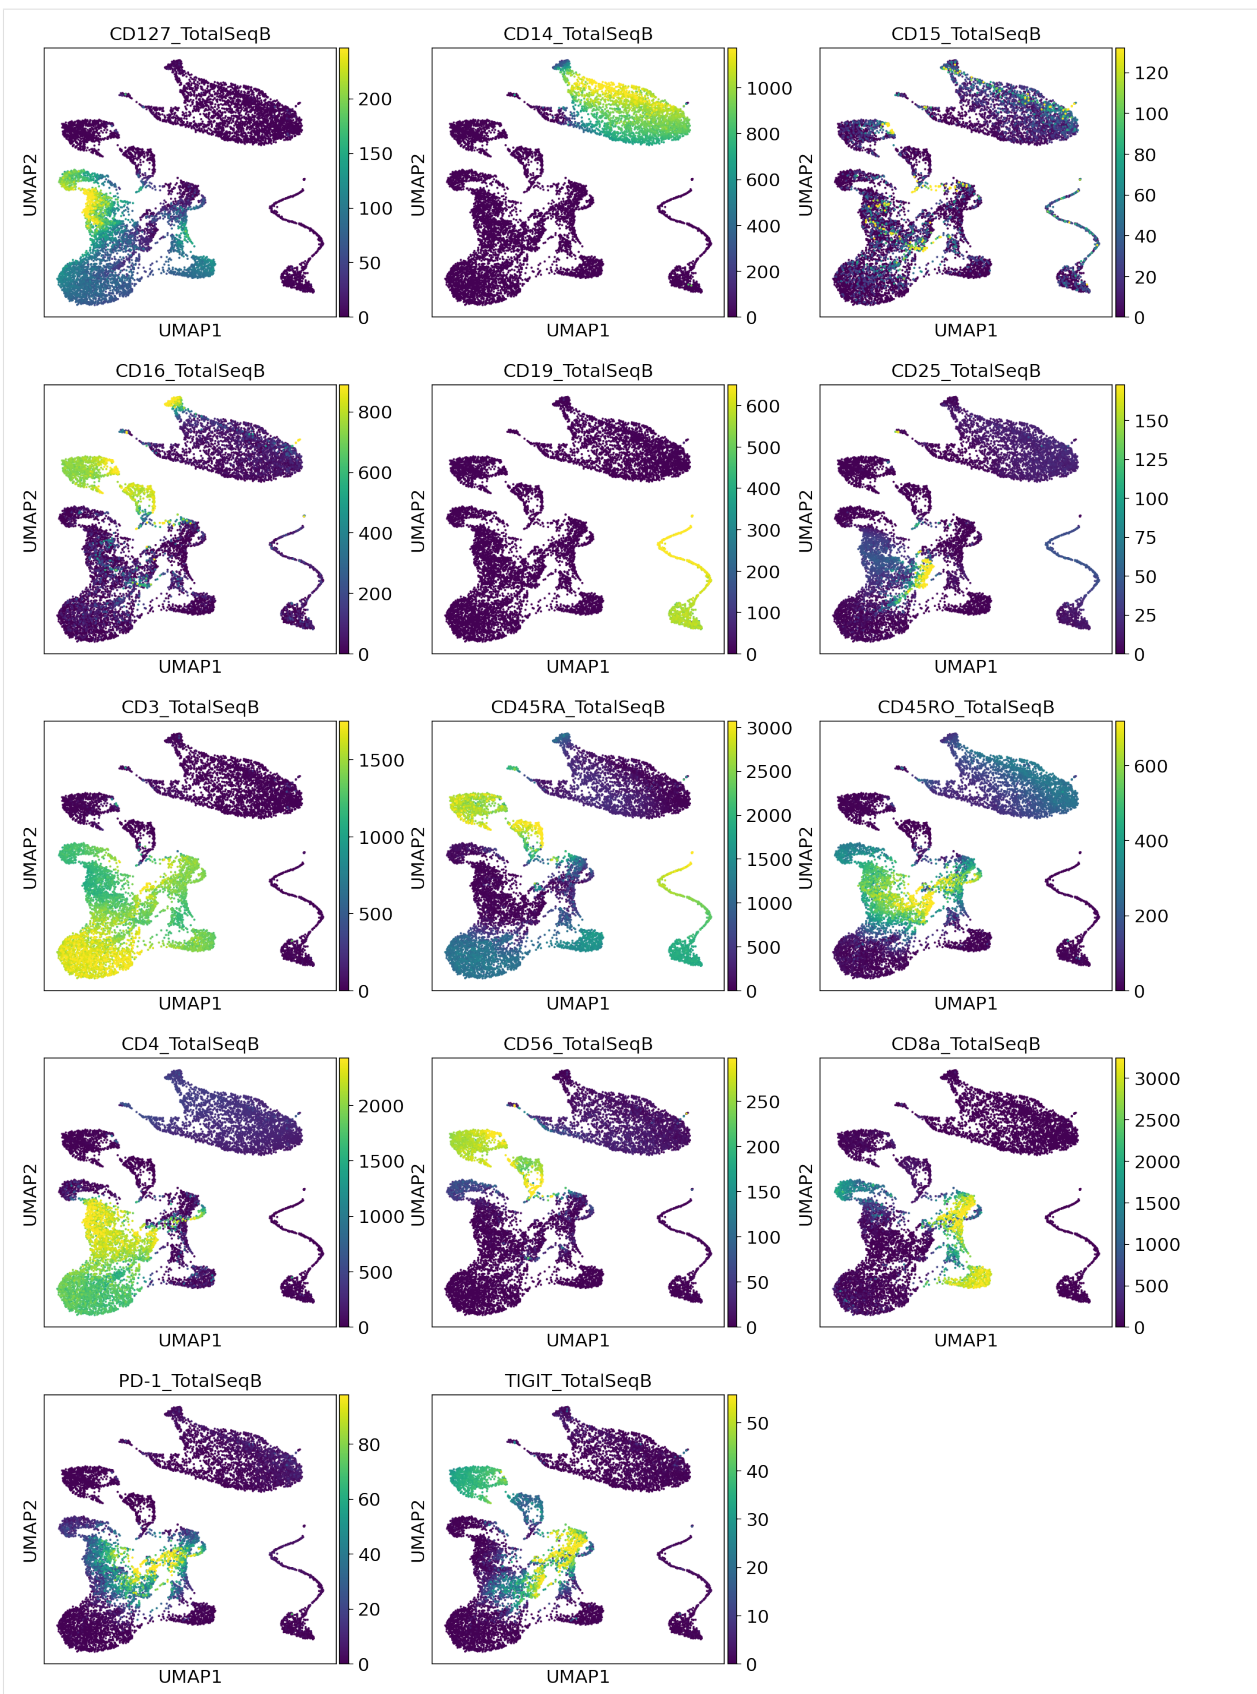 CD127_TotalSeqB
UMAP2
UMAP1
200
150
100
50
0
CD14_TotalSeqB
UMAP2
UMAP1
1000
800
600
400
200
0
CD15_TotalSeqB
UMAP2
UMAP1
120
100
80
60
40
20
0
CD16_TotalSeqB
UMAP2
UMAP1
800
600
400
200
0
CD19_TotalSeqB
UMAP2
UMAP1
600
500
400
300
200
100
0
CD25_TotalSeqB
UMAP2
UMAP1
150
125
100
75
50
25
0
CD3_TotalSeqB
UMAP2
UMAP1
1500
1000
500
0
CD45RA_TotalSeqB
UMAP2
UMAP1
3000
2500
2000
1500
1000
500
0
CD45RO_TotalSeqB
UMAP2
UMAP1
600
400
200
0
CD4_TotalSeqB
UMAP2
UMAP1
2000
1500
1000
500
0
CD56_TotalSeqB
UMAP2
UMAP1
250
200
150
100
50
0
CD8a_TotalSeqB
UMAP2
UMAP1
3000
2500
2000
1500
1000
500
0
PD-1_TotalSeqB
UMAP2
UMAP1
80
60
40
20
0
TIGIT_TotalSeqB
UMAP2
UMAP1
50
40
30
20
10
0